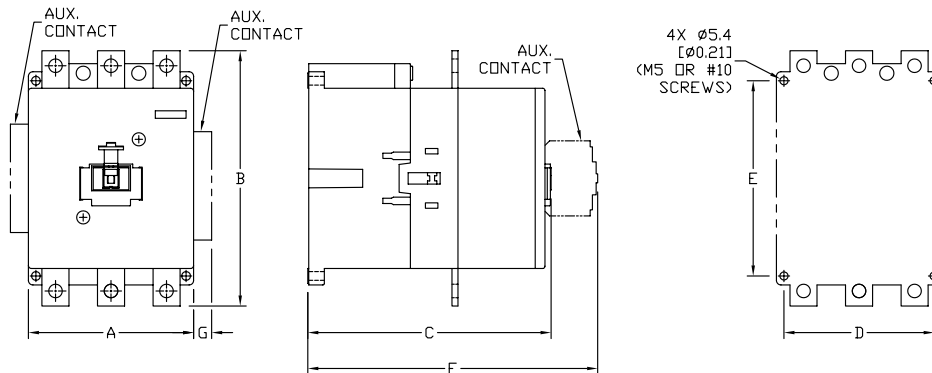 AUX.
CONTACT
AUX.
CONTACT
B
A
G
AUX.
CONTACT
C
F
4X Ø5.4
[Ø0.21]
(M5 OR #10
SCREWS)
E
D